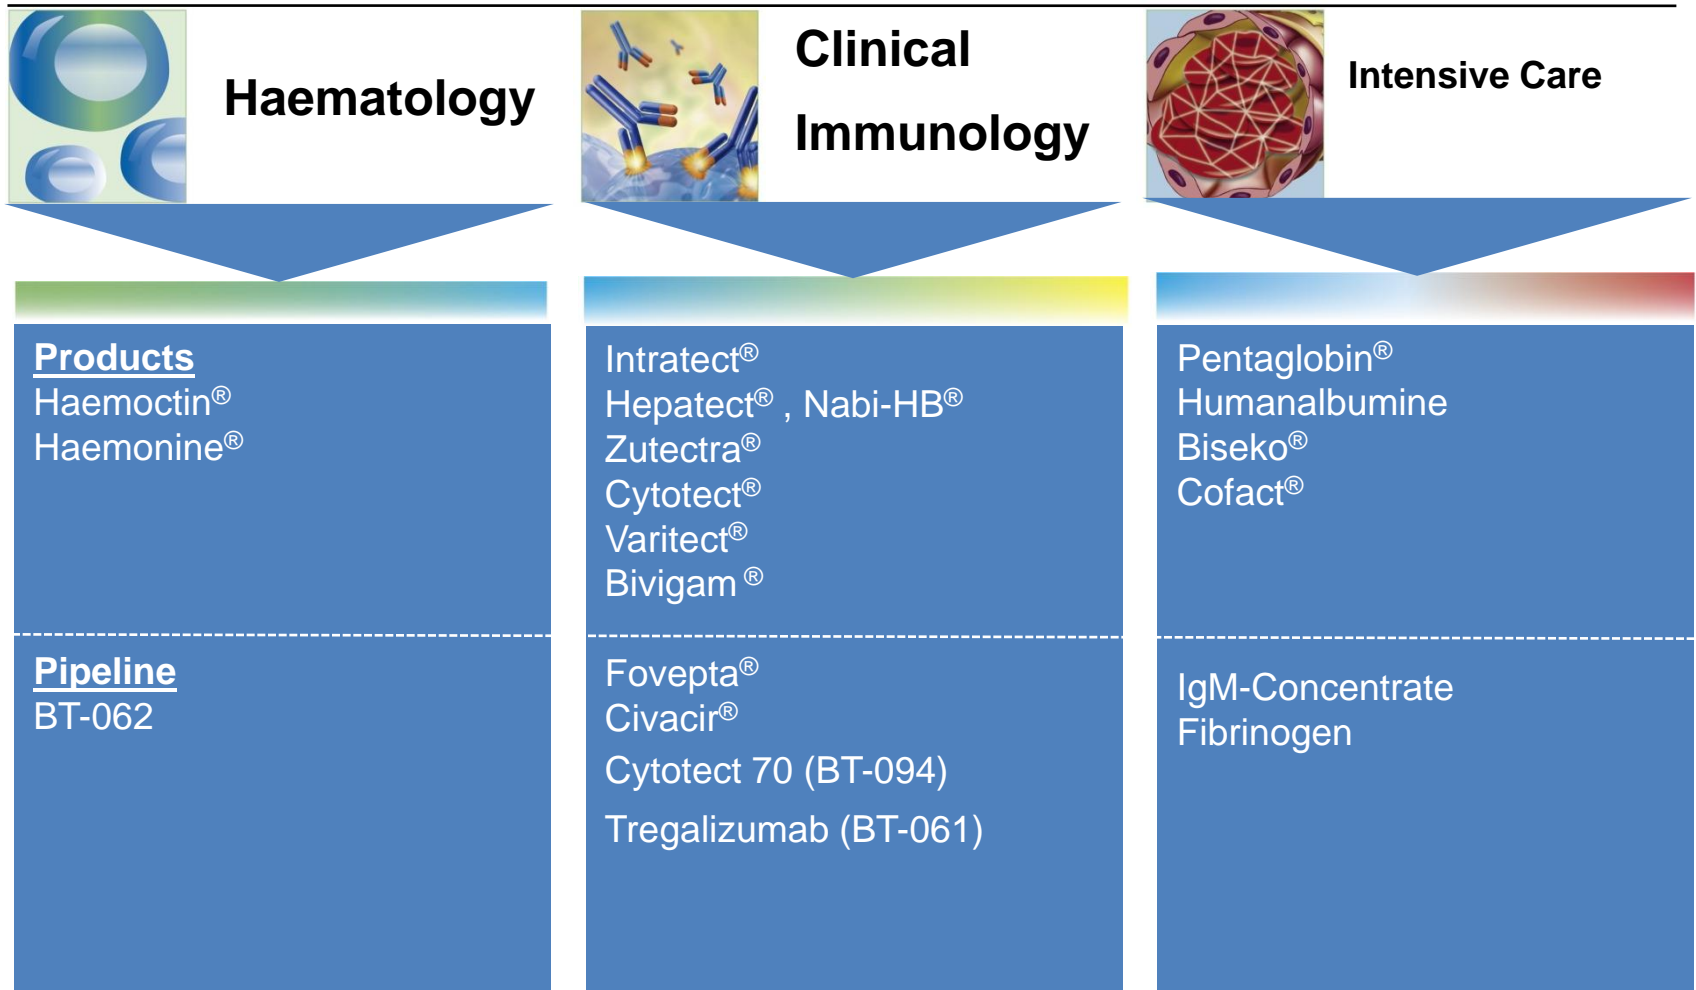 Haematology
Clinical
Immunology
Intensive Care
Products
Haemoctin®
Haemonine®
Pipeline
BT-062
Intratect®
Hepatect® , Nabi-HB®
Zutectra®
Cytotect®
Varitect®
Bivigam ®
Fovepta®
Civacir®
Cytotect 70 (BT-094)
Tregalizumab (BT-061)
Pentaglobin®
Humanalbumine
Biseko®
Cofact®
IgM-Concentrate
Fibrinogen